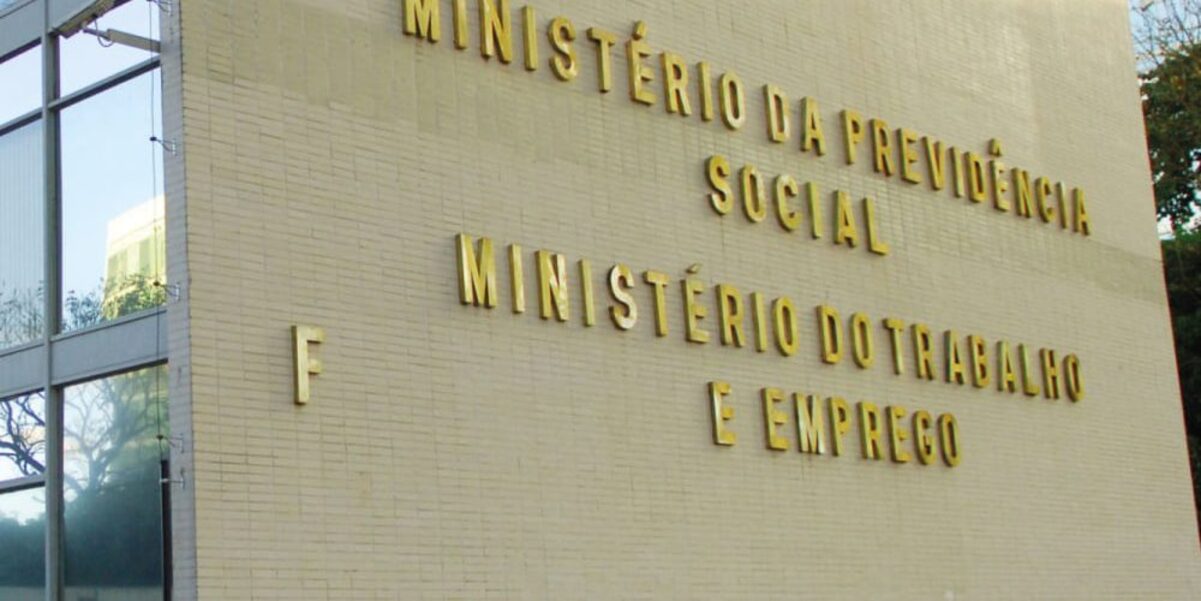 MINISTÉRIO DA PREVIDÊNCIA
SOCIAL
MINISTÉRIO DO TRABALHO
E EMPREGO
F